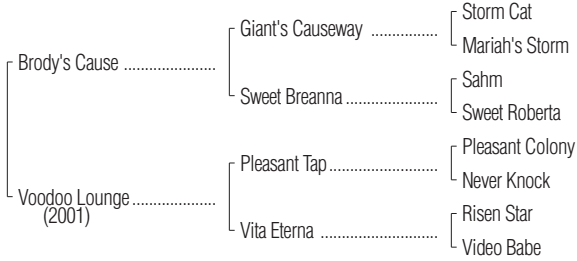 Storm Cat
Giant's Causeway ................
Mariah's Storm
Brody's Cause ......................
Sahm
Sweet Breanna ......................
Sweet Roberta
Pleasant Colony
Pleasant Tap ..........................
Never Knock
Voodoo Lounge ....................
(2001)
Risen Star
Vita Eterna ............................
Video Babe